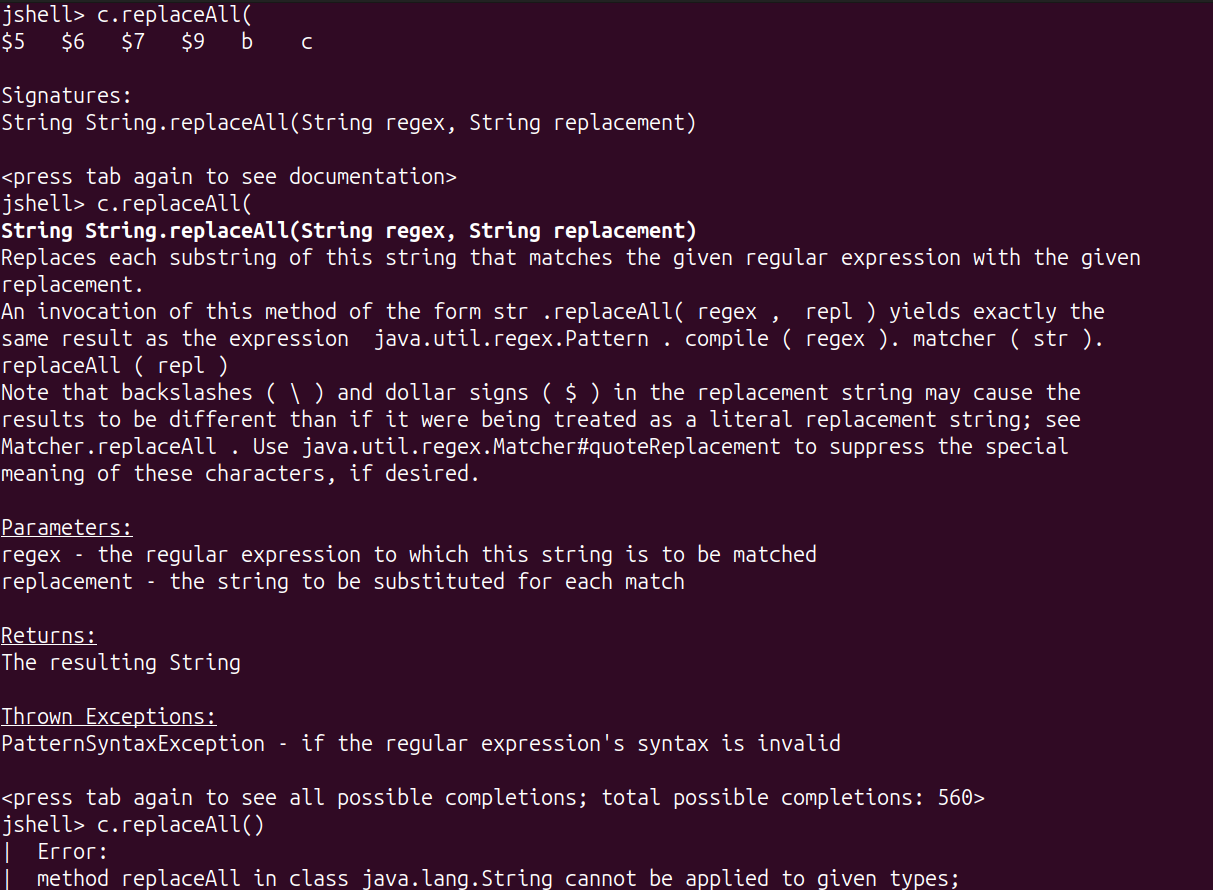 jshell> c.replaceAll(
$5   $6   $7   $9   b    c
Signatures:
String String.replaceAll(String regex, String replacement)
<press tab again to see documentation>
jshell> c.replaceAll(
String String.replaceAll(String regex, String replacement)
Replaces each substring of this string that matches the given regular expression with the given
replacement.
An invocation of this method of the form str .replaceAll( regex ,  repl ) yields exactly the
same result as the expression  java.util.regex.Pattern . compile ( regex ). matcher ( str ).
replaceAll ( repl )
Note that backslashes ( \ ) and dollar signs ( $ ) in the replacement string may cause the
results to be different than if it were being treated as a literal replacement string; see
Matcher.replaceAll . Use java.util.regex.Matcher#quoteReplacement to suppress the special
meaning of these characters, if desired.
Parameters:
regex - the regular expression to which this string is to be matched
replacement - the string to be substituted for each match
Returns:
The resulting String
Thrown Exceptions:
PatternSyntaxException - if the regular expression's syntax is invalid
<press tab again to see all possible completions; total possible completions: 560>
jshell> c.replaceAll()
|  Error:
|  method replaceAll in class java.lang.String cannot be applied to given types;